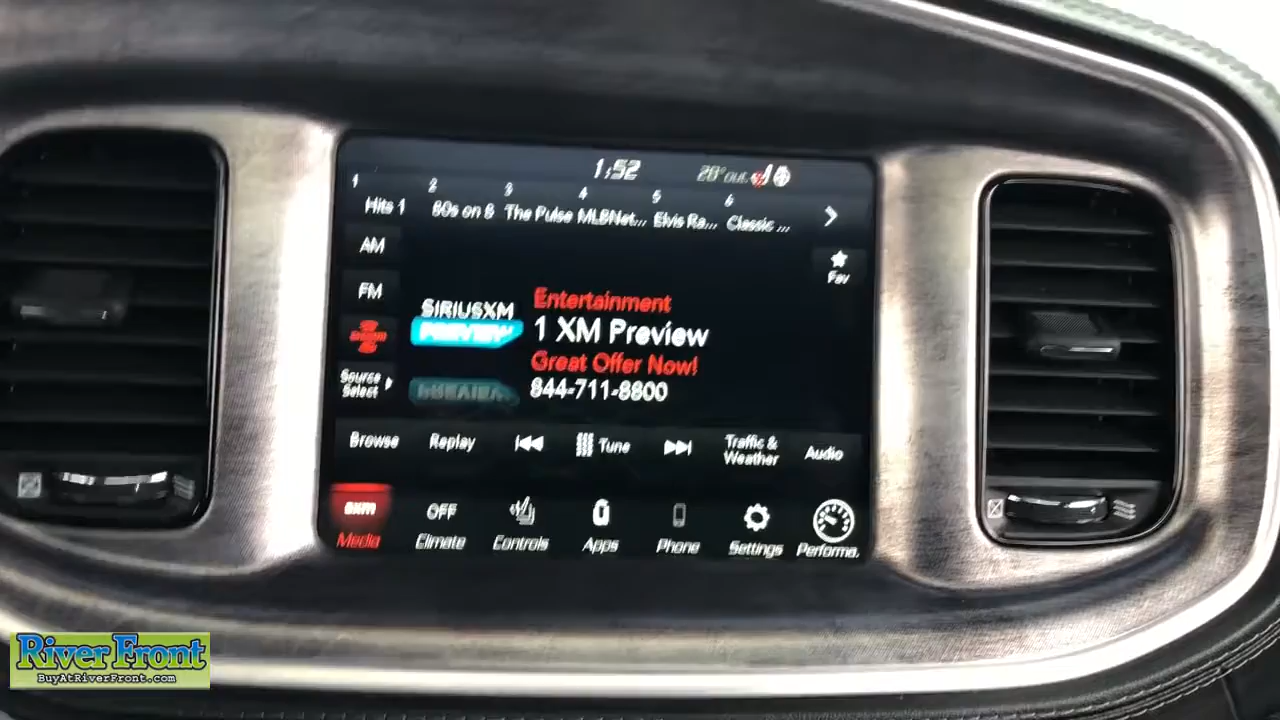 1:52
28° out
1 2 3 4 5 6
Hits 1 80s on 8 The Pulse MLBNet... Elvis Ra... Classic ...
AM
Fav
FM
Entertainment
SIRIUSXM
PREVIEW
1 XM Preview
Great Offer Now!
844-711-8800
Source
Select
Browse Replay Tune Traffic & Weather Audio
sxm
OFF
Media Climate Controls Apps Phone Settings Performa.
River Front
BuyAtRiverFront.com